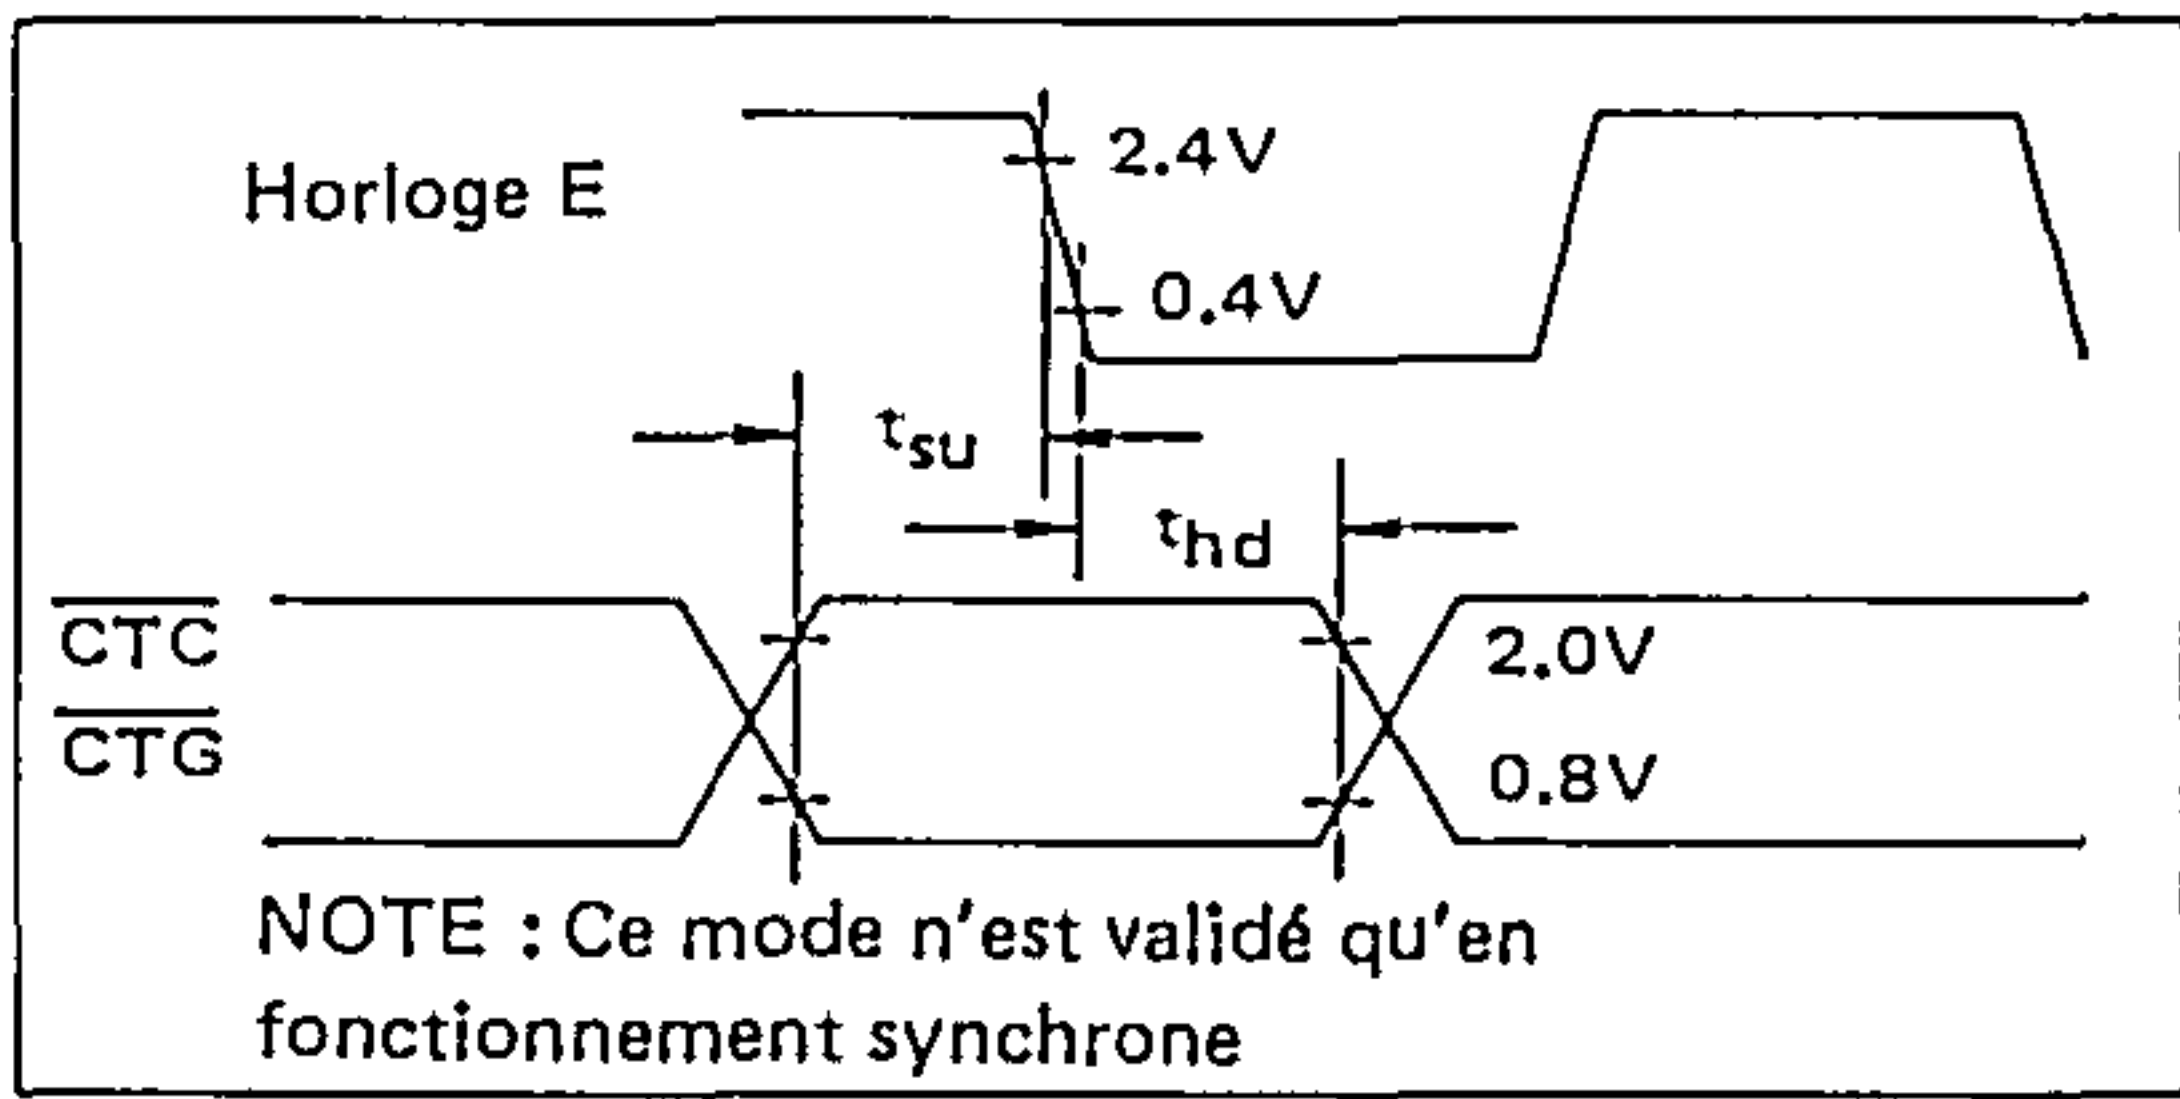 2.4V
Horloge E
0.4V
tsu
thd
CTC
2.0V
CTG
0.8V
NOTE : Ce mode n'est validé qu'en
fonctionnement synchrone